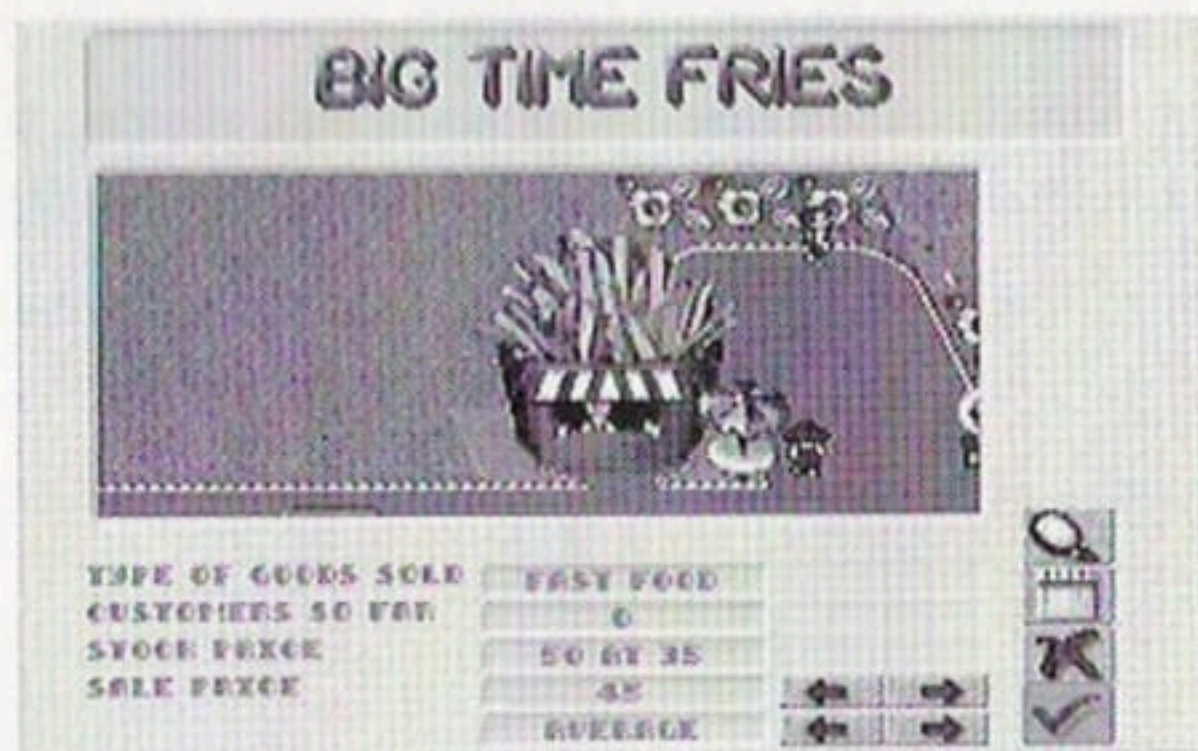 BIG TIME FRIES
TYPE OF GOODS SOLD FAST FOOD
CUSTOMERS SO FAR 0
STOCK PRICE 50 AT 35
SALE PRICE 45
AVERAGE